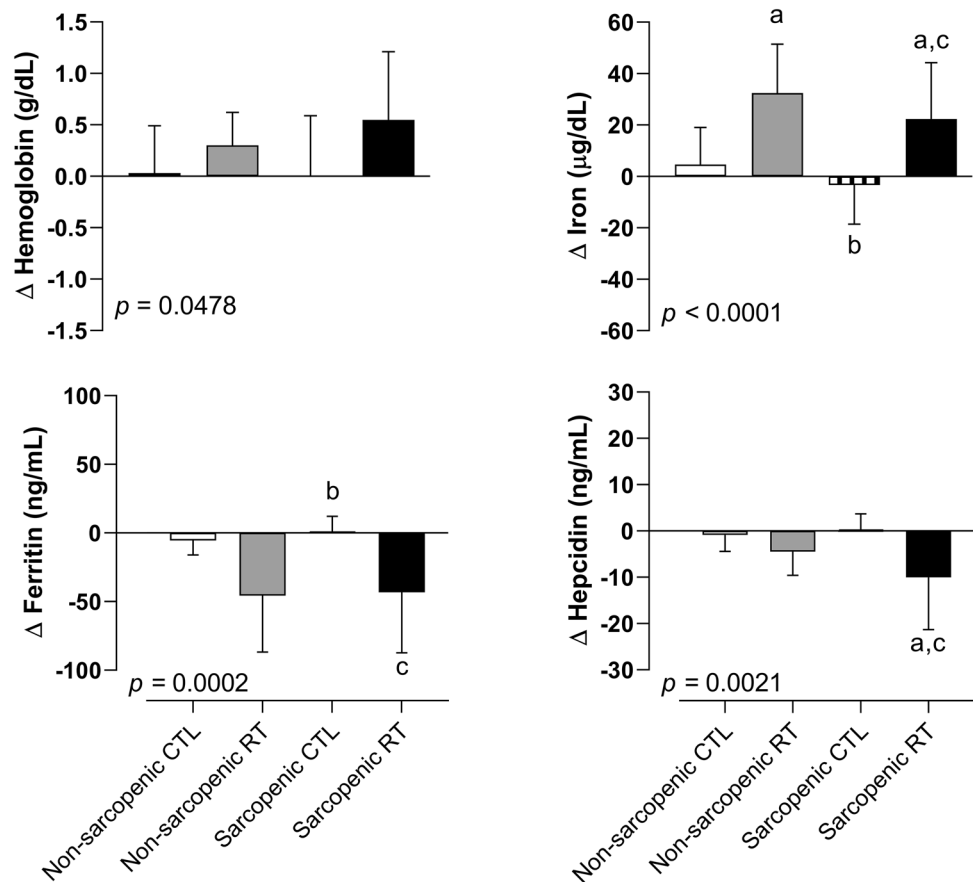 Δ Hemoglobin (g/dL)
1.5
1.0
0.5
0.0
-0.5
-1.0
-1.5
p = 0.0478
Δ Iron (μg/dL)
60
40
20
0
-20
-40
-60
a
a,c
b
p < 0.0001
Δ Ferritin (ng/mL)
100
50
0
-50
-100
b
c
p = 0.0002
Non-sarcopenic CTL
Non-sarcopenic RT
Sarcopenic CTL
Sarcopenic RT
Δ Hepcidin (ng/mL)
30
20
10
0
-10
-20
-30
a,c
p = 0.0021
Non-sarcopenic CTL
Non-sarcopenic RT
Sarcopenic CTL
Sarcopenic RT